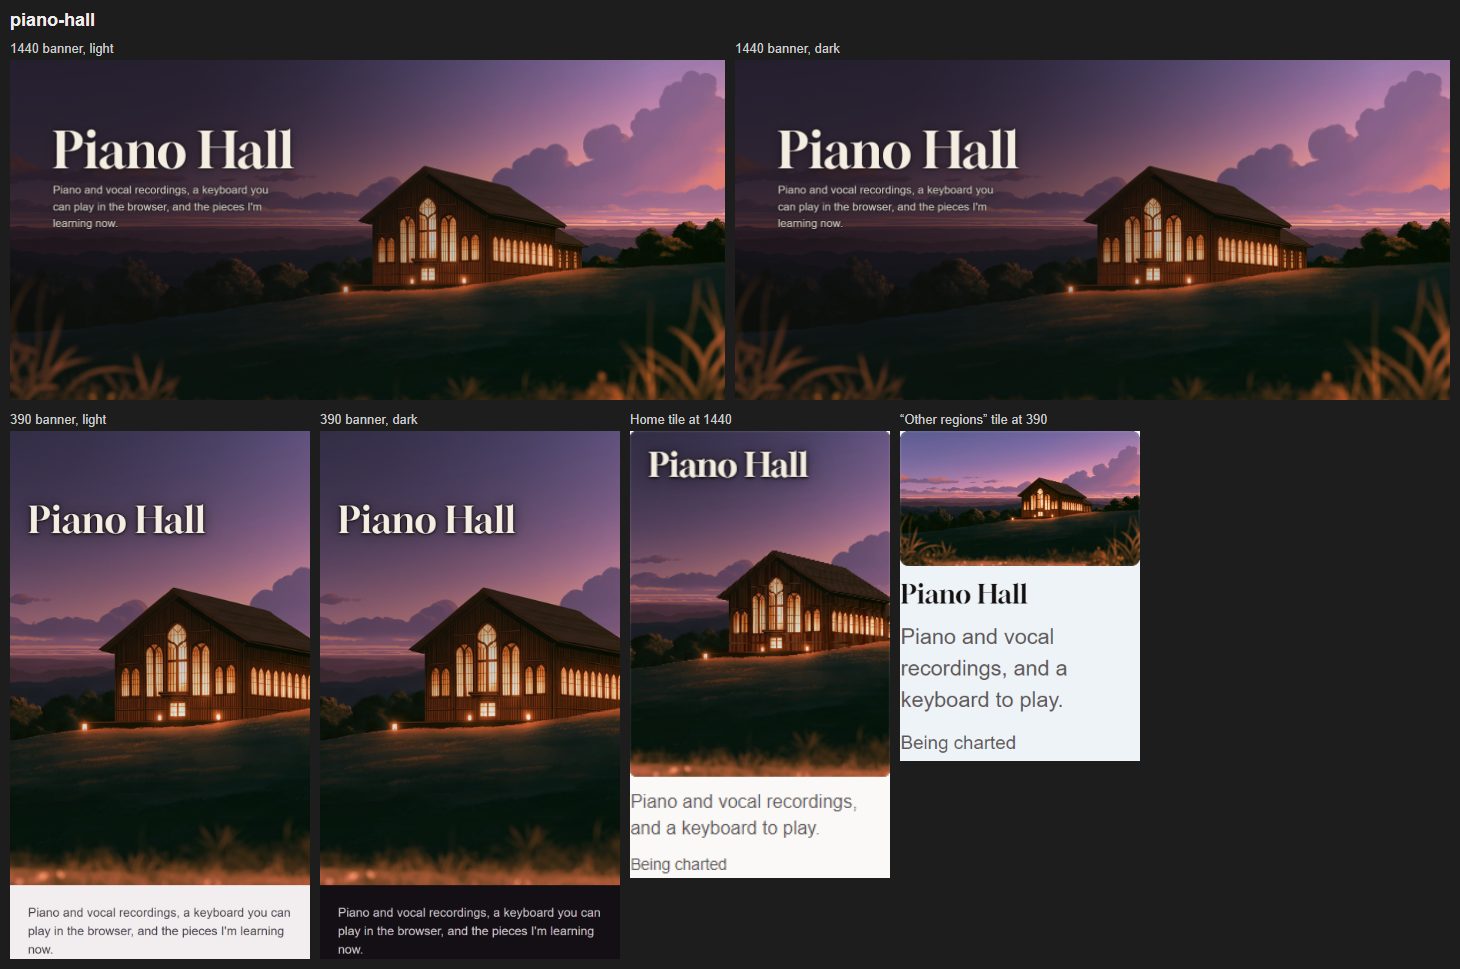 piano-hall
1440 banner, light
1440 banner, dark
Piano Hall
Piano and vocal recordings, a keyboard you
can play in the browser, and the pieces I'm
learning now.
Piano Hall
Piano and vocal recordings, a keyboard you
can play in the browser, and the pieces I'm
learning now.
390 banner, light
390 banner, dark
Home tile at 1440
“Other regions” tile at 390
Piano Hall
Piano and vocal recordings, a keyboard you can
play in the browser, and the pieces I'm learning
now.
Piano Hall
Piano and vocal recordings, a keyboard you can
play in the browser, and the pieces I'm learning
now.
Piano Hall
Piano and vocal recordings,
and a keyboard to play.
Being charted
Piano Hall
Piano and vocal
recordings, and a
keyboard to play.
Being charted